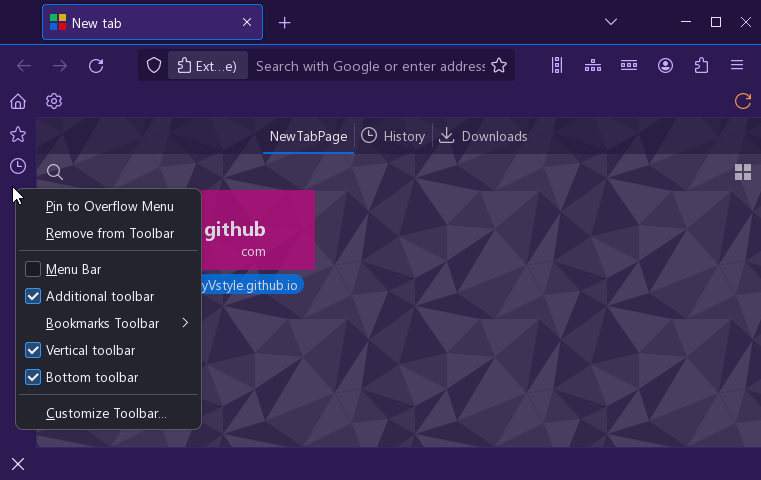 New tab
Ext...e)
Search with Google or enter address
NewTabPage
History
Downloads
github
com
yVstyle.github.io
Pin to Overflow Menu
Remove from Toolbar
Menu Bar
Additional toolbar
Bookmarks Toolbar
Vertical toolbar
Bottom toolbar
Customize Toolbar...